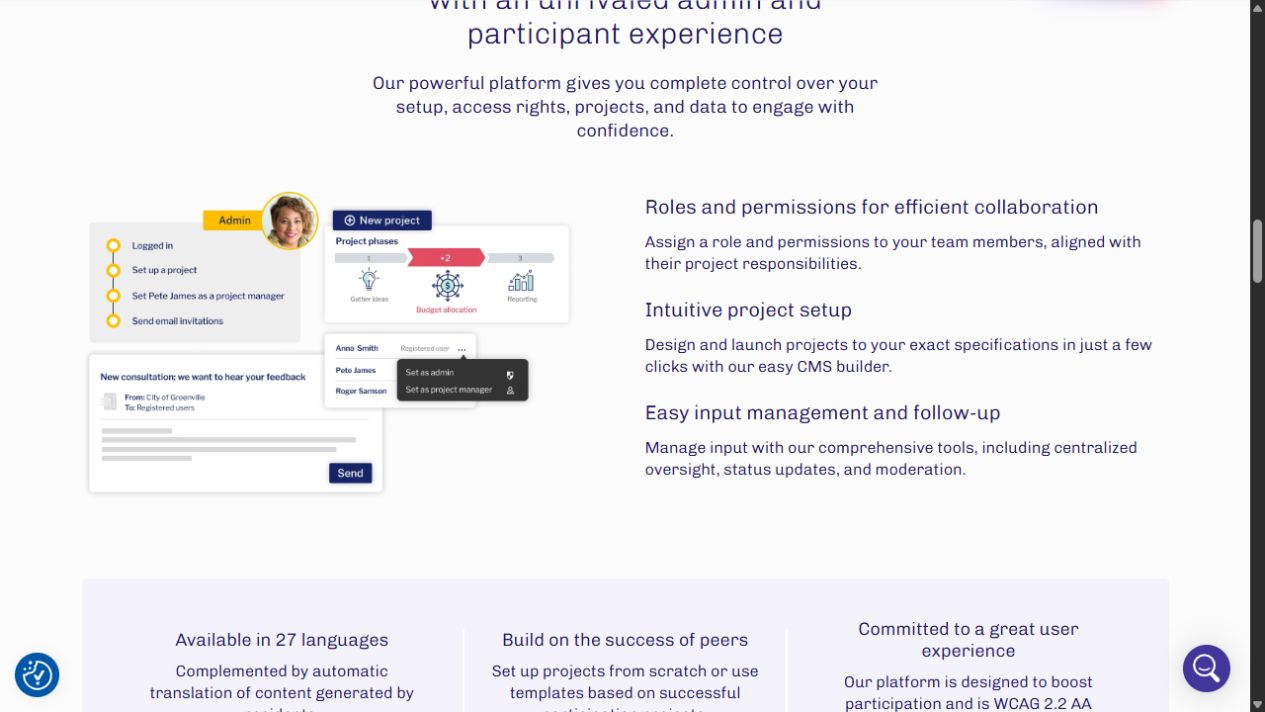 with an unrivaled admin and
participant experience
Our powerful platform gives you complete control over your
setup, access rights, projects, and data to engage with
confidence.
Admin
Logged in
Set up a project
Set Pete James as a project manager
Send email invitations
New project
Project phases
1
+2
3
Gather ideas
Budget allocation
Reporting
Anna Smith
Registered user
...
Pete James
Roger Samson
Set as admin
Set as project manager
New consultation: we want to hear your feedback
From: City of Greenville
To: Registered users
Send
Roles and permissions for efficient collaboration
Assign a role and permissions to your team members, aligned with
their project responsibilities.
Intuitive project setup
Design and launch projects to your exact specifications in just a few
clicks with our easy CMS builder.
Easy input management and follow-up
Manage input with our comprehensive tools, including centralized
oversight, status updates, and moderation.
Available in 27 languages
Complemented by automatic
translation of content generated by
residents
Build on the success of peers
Set up projects from scratch or use
templates based on successful
participation projects
Committed to a great user
experience
Our platform is designed to boost
participation and is WCAG 2.2 AA